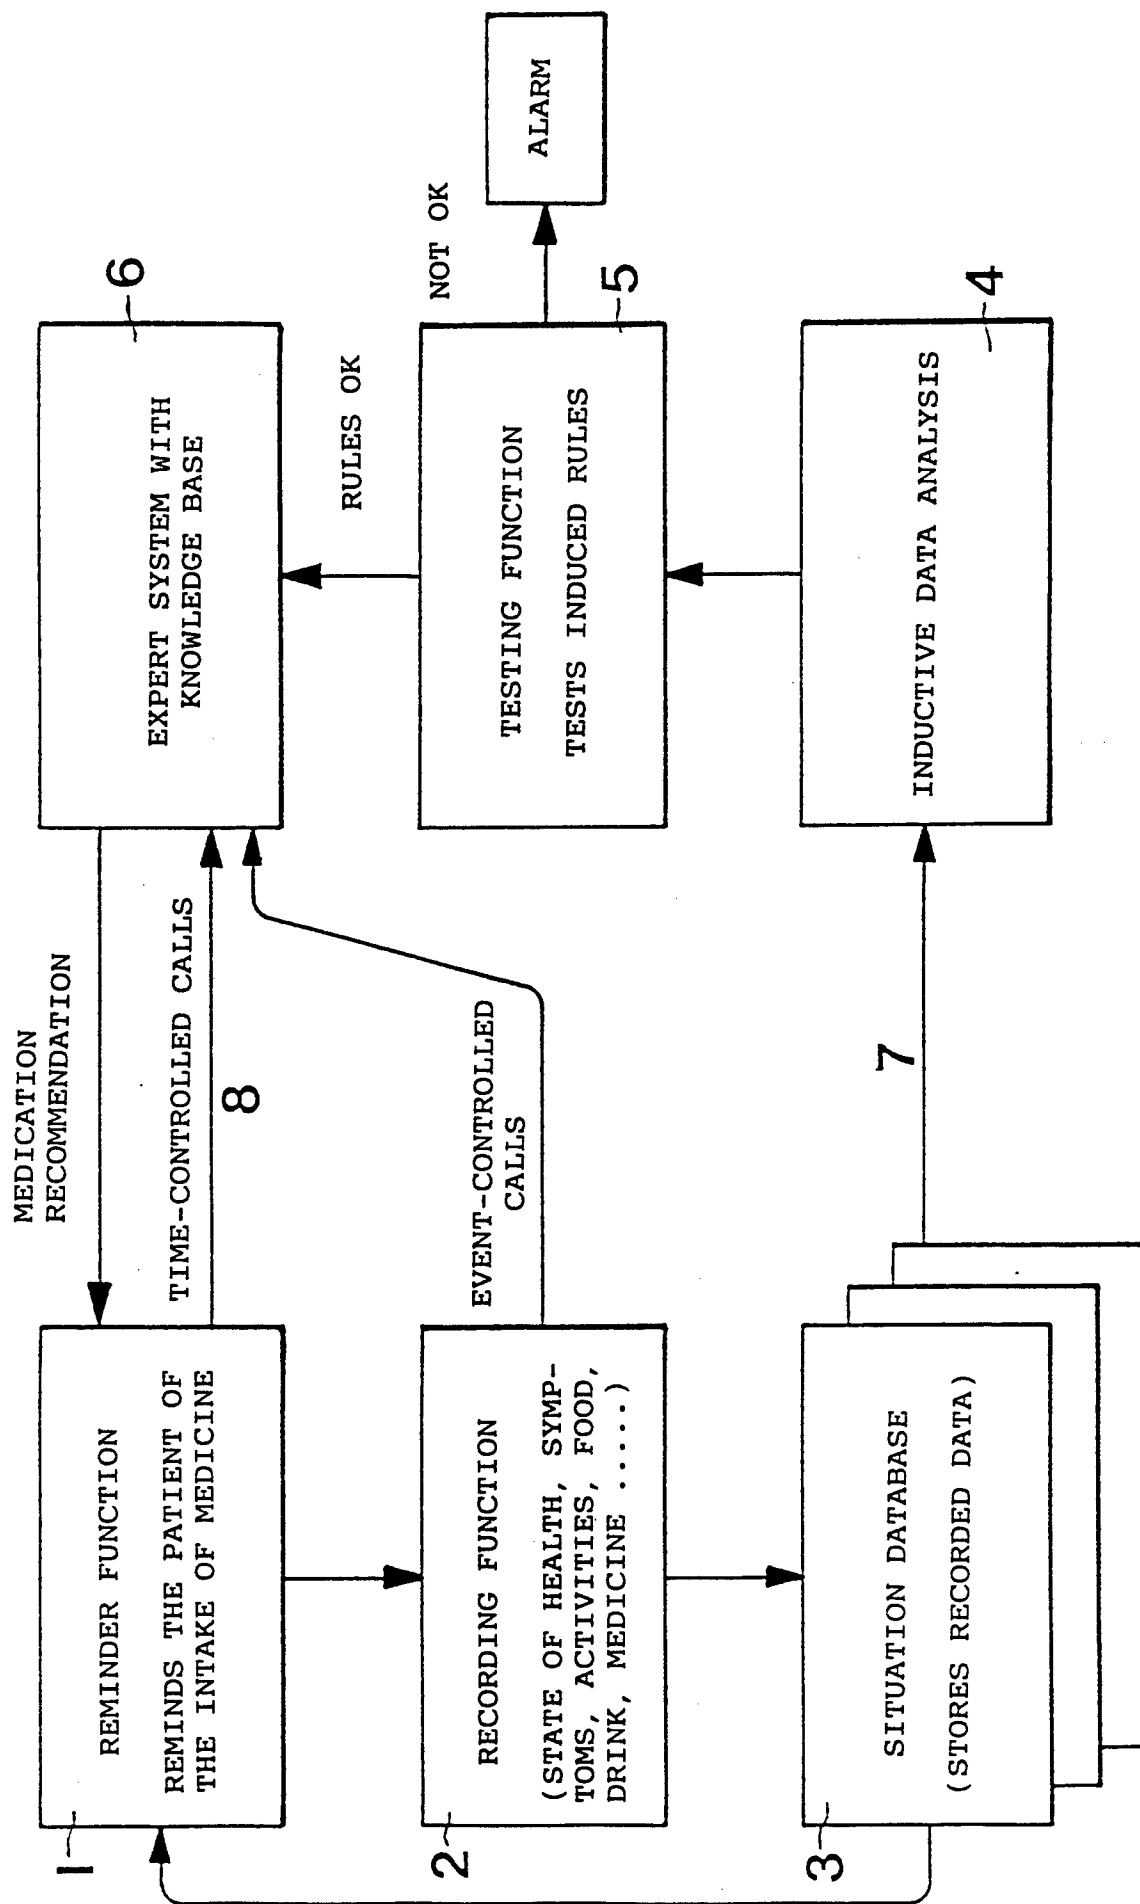 1
REMINDER FUNCTION
REMINDS THE PATIENT OF
THE INTAKE OF MEDICINE
MEDICATION
RECOMMENDATION
TIME-CONTROLLED CALLS
8
6
EXPERT SYSTEM WITH
KNOWLEDGE BASE
RULES OK
2
RECORDING FUNCTION
(STATE OF HEALTH, SYMP-
TOMS, ACTIVITIES, FOOD,
DRINK, MEDICINE .....)
EVENT-CONTROLLED
CALLS
5
TESTING FUNCTION
TESTS INDUCED RULES
NOT OK
ALARM
3
SITUATION DATABASE
(STORES RECORDED DATA)
7
4
INDUCTIVE DATA ANALYSIS